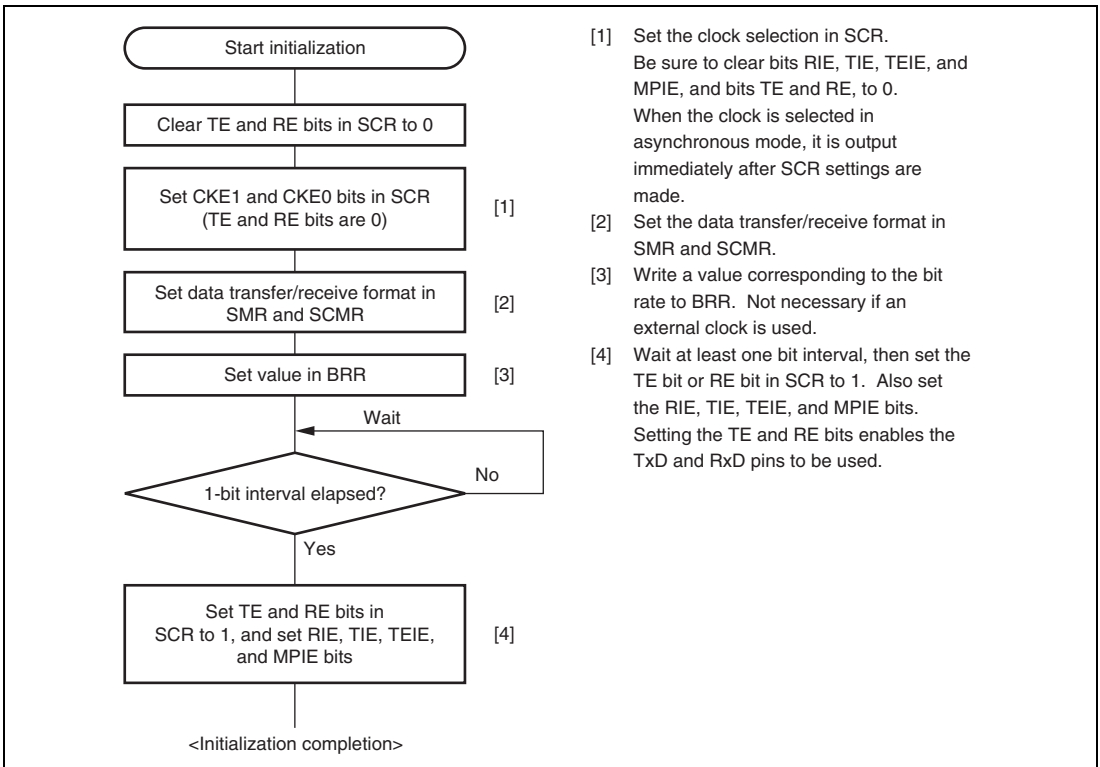 Start initialization
Clear TE and RE bits in SCR to 0
Set CKE1 and CKE0 bits in SCR
(TE and RE bits are 0)
[1]
Set data transfer/receive format in
SMR and SCMR
[2]
Set value in BRR
[3]
Wait
No
1-bit interval elapsed?
Yes
Set TE and RE bits in
SCR to 1, and set RIE, TIE, TEIE,
and MPIE bits
[4]
<Initialization completion>
[1] Set the clock selection in SCR.
Be sure to clear bits RIE, TIE, TEIE, and
MPIE, and bits TE and RE, to 0.
When the clock is selected in
asynchronous mode, it is output
immediately after SCR settings are
made.
[2] Set the data transfer/receive format in
SMR and SCMR.
[3] Write a value corresponding to the bit
rate to BRR. Not necessary if an
external clock is used.
[4] Wait at least one bit interval, then set the
TE bit or RE bit in SCR to 1. Also set
the RIE, TIE, TEIE, and MPIE bits.
Setting the TE and RE bits enables the
TxD and RxD pins to be used.